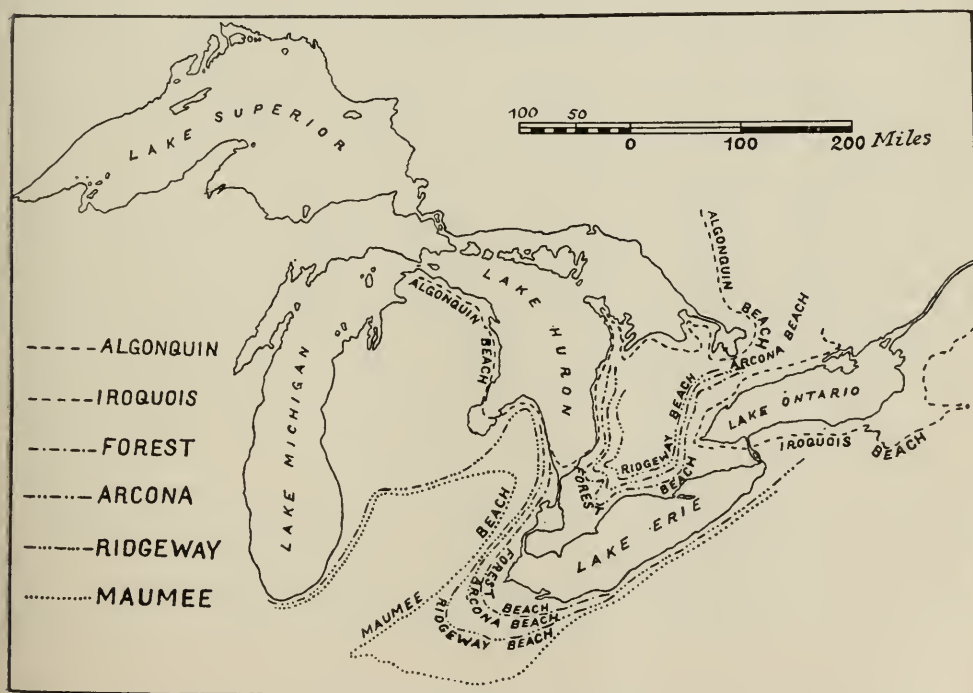 LAKE SUPERIOR
100 50 0 100 200 Miles
ALGONQUIN BEACH
LAKE HURON
ALGONQUIN BEACH
ARCONA BEACH
LAKE MICHIGAN
RIDGEWAY BEACH
LAKE ONTARIO
IROQUOIS BEACH
FOREST
BEACH
LAKE ERIE
ALGONQUIN
IROQUOIS
FOREST
ARCONA
RIDGEWAY
MAUMEE
MAUMEE BEACH
FOREST BEACH
ARCONA BEACH
RIDGEWAY BEACH